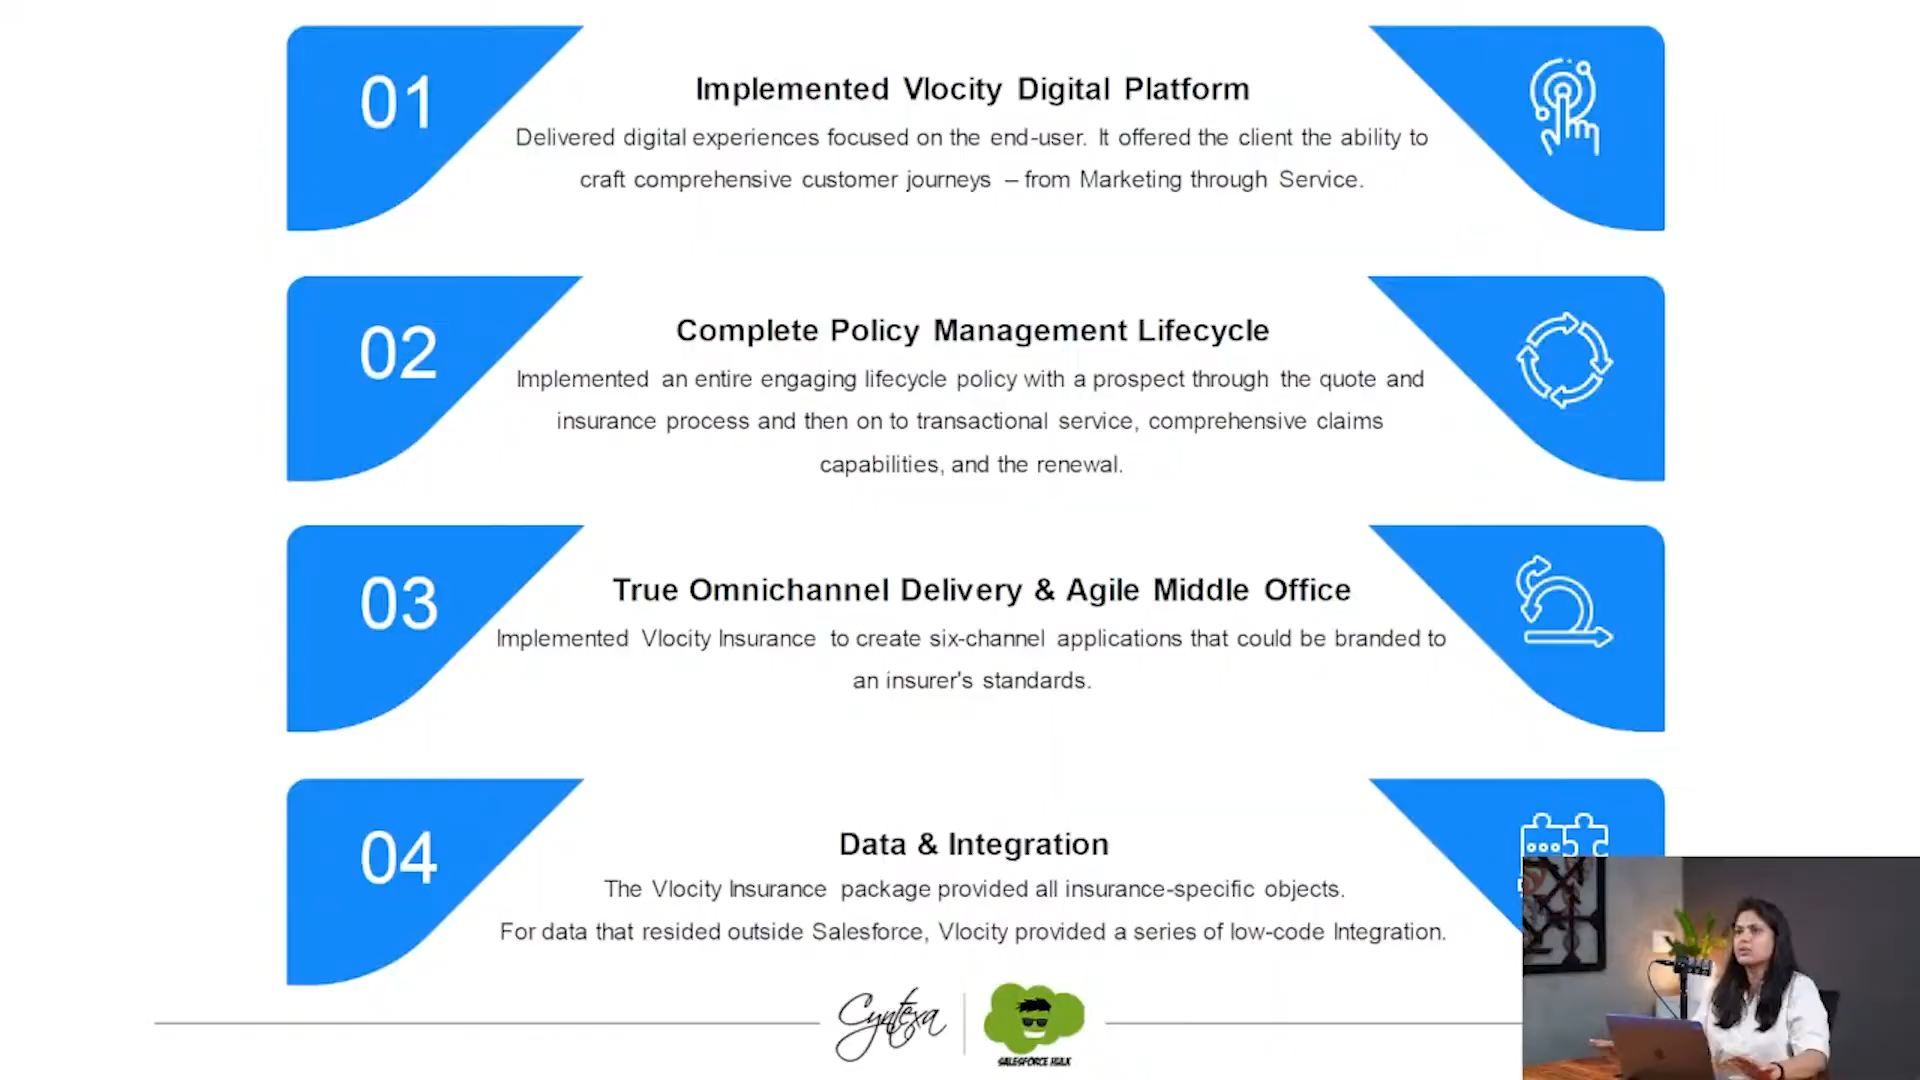 01
Implemented Vlocity Digital Platform
Delivered digital experiences focused on the end-user. It offered the client the ability to
craft comprehensive customer journeys – from Marketing through Service.
02
Complete Policy Management Lifecycle
Implemented an entire engaging lifecycle policy with a prospect through the quote and
insurance process and then on to transactional service, comprehensive claims
capabilities, and the renewal.
03
True Omnichannel Delivery & Agile Middle Office
Implemented Vlocity Insurance to create six-channel applications that could be branded to
an insurer's standards.
04
Data & Integration
The Vlocity Insurance package provided all insurance-specific objects.
For data that resided outside Salesforce, Vlocity provided a series of low-code Integration.
Cyntexa
SALESFORCE HULK